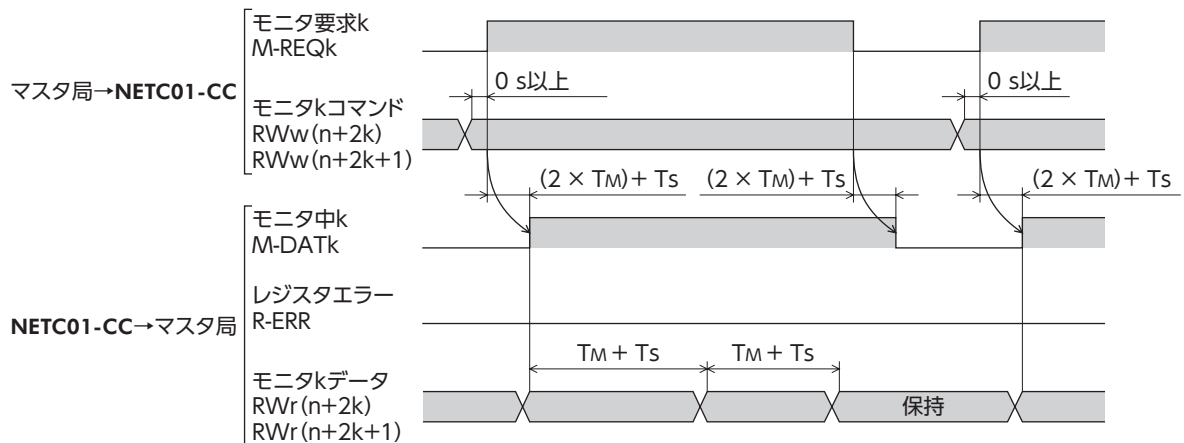 モニタ要求k
M-REQk
マスタ局→NETC01-CC
0 s以上
0 s以上
モニタkコマンド
RWw(n+2k)
RWw(n+2k+1)
(2 × TM)+ Ts
(2 × TM)+ Ts
(2 × TM)+ Ts
モニタ中k
M-DATk
レジスタエラー
R-ERR
NETC01-CC→マスタ局
TM + Ts
TM + Ts
モニタkデータ
RWr(n+2k)
RWr(n+2k+1)
保持